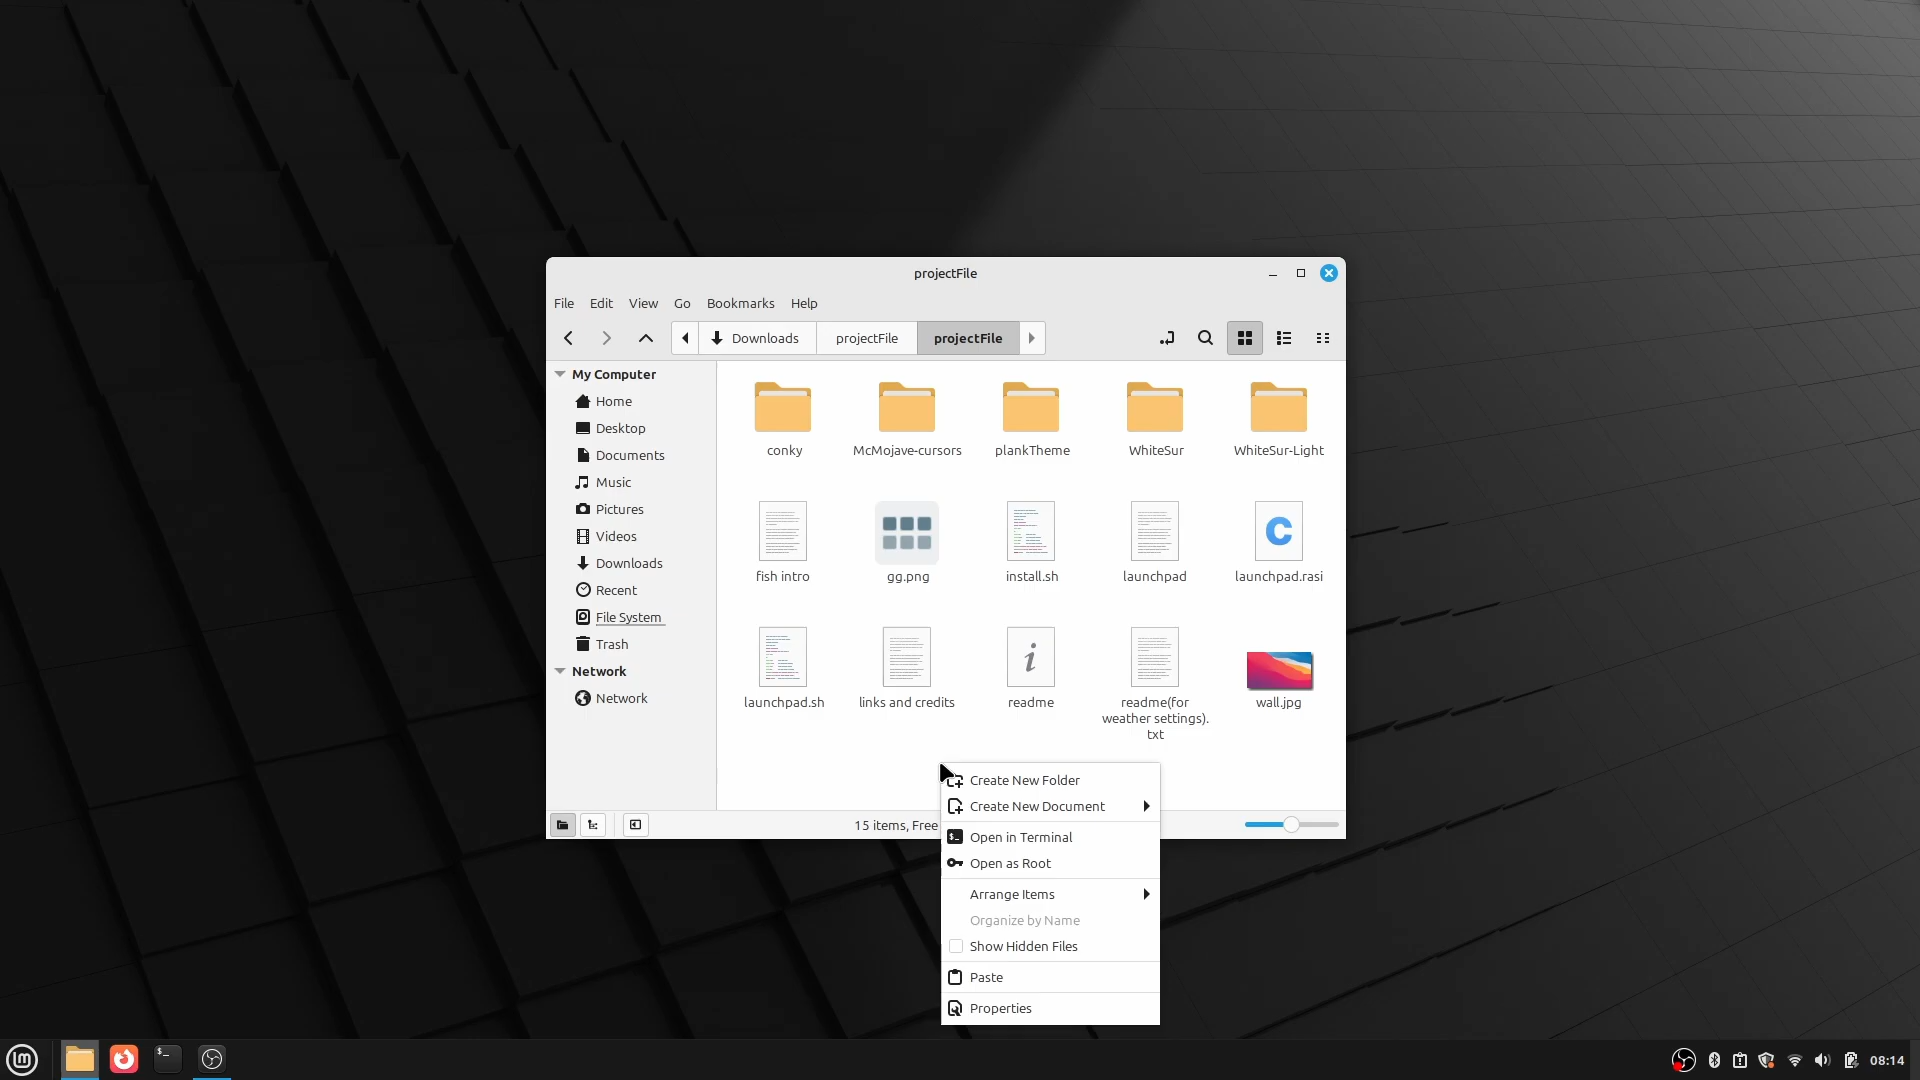 projectFile
File Edit View Go Bookmarks Help
Downloads projectFile projectFile
My Computer
Home
Desktop
Documents
Music
Pictures
Videos
Downloads
Recent
File System
Trash
Network
Network
conky McMojave-cursors plankTheme WhiteSur WhiteSur-Light
fish intro gg.png install.sh launchpad launchpad.rasi
launchpad.sh links and credits readme readme(for wall.jpg
weather settings).
txt
15 items, Free
Create New Folder
Create New Document
Open in Terminal
Open as Root
Arrange Items
Organize by Name
Show Hidden Files
Paste
Properties
08:14